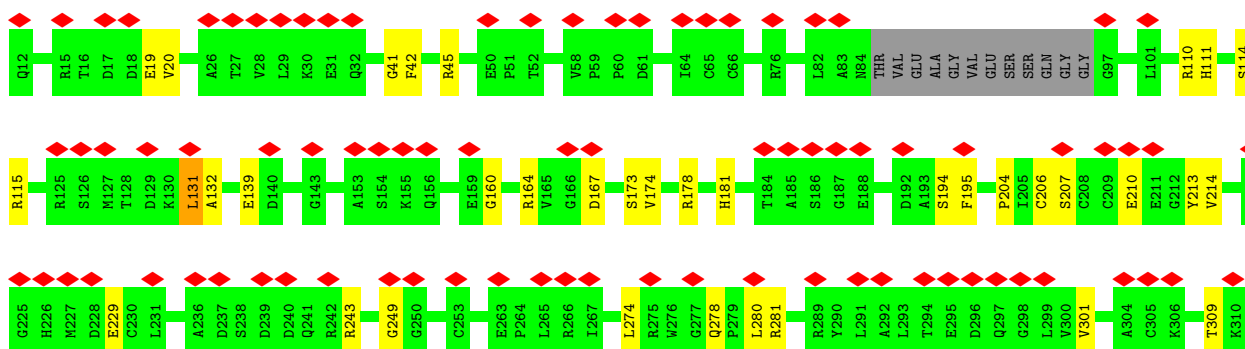 Q12 R15 T16 D17 D18 E19 V20 A26 T27 V28 L29 K30 E31 Q32 G41 F42 R45 E50 P51 T52 V58 P59 P60 D61 I64 C65 C66 R76 L82 A83 N84 THR VAL GLU ALA GLY VAL GLU SER SER GLN GLY GLY G97 L101 R110 H111 S114
R115 R125 S126 M127 T128 D129 K130 L131 A132 E139 D140 G143 A153 S154 K155 Q156 E159 G160 R164 V165 G166 D167 S173 V174 R178 H181 T184 A185 S186 G187 E188 D192 A193 S194 F195 P204 I205 C206 S207 C208 C209 E210 E211 G212 Y213 V214
G225 H226 M227 D228 E229 C230 L231 A236 D237 S238 D239 D240 Q241 R242 R243 G249 G250 C253 E263 P264 L265 R266 I267 L274 R275 W276 G277 Q278 P279 L280 R281 R289 Y290 L291 A292 L293 T294 E295 D296 Q297 G298 L299 V300 V301 A304 C305 K306 T309 K310